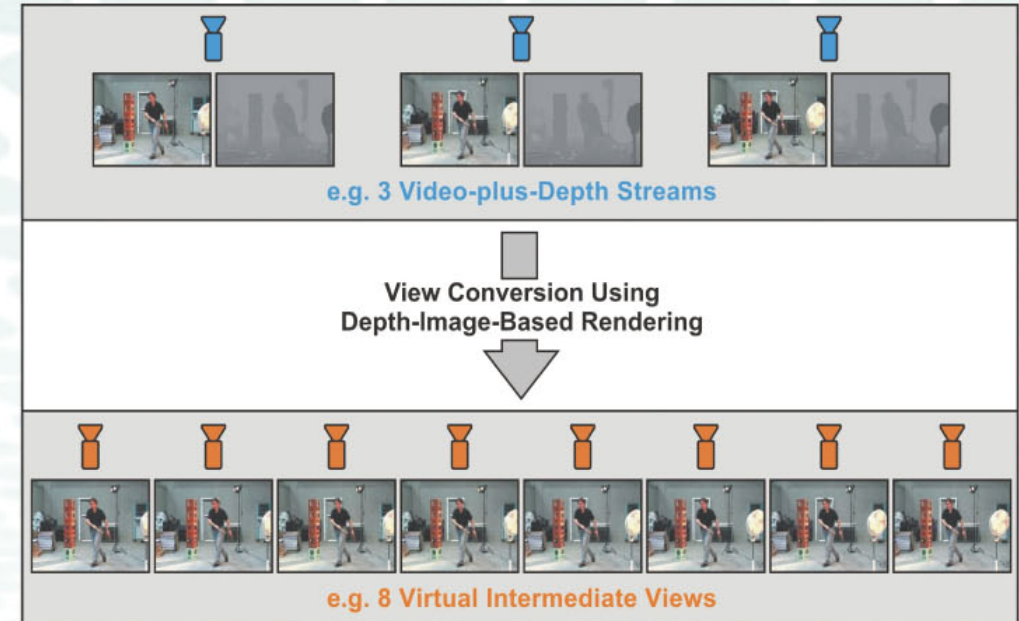 e.g. 3 Video-plus-Depth Streams
View Conversion Using
Depth-Image-Based Rendering
e.g. 8 Virtual Intermediate Views